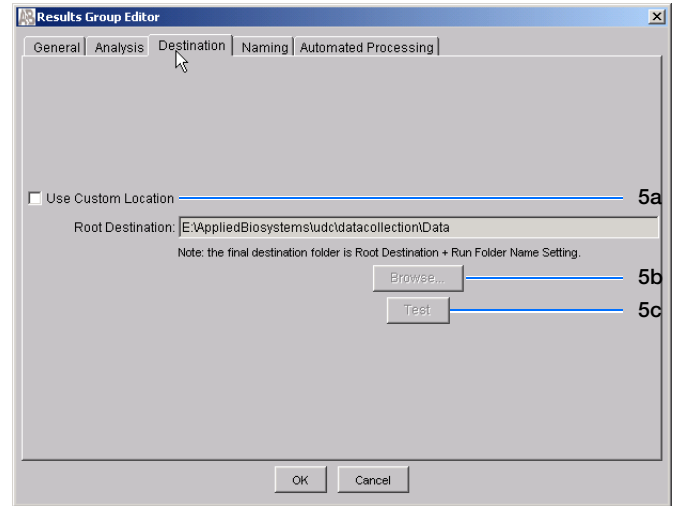 Results Group Editor
General Analysis Destination Naming Automated Processing
Use Custom Location 5a
Root Destination: E:\AppliedBiosystems\udc\datacollection\Data
Note: the final destination folder is Root Destination + Run Folder Name Setting.
Browse... 5b
Test 5c
OK Cancel